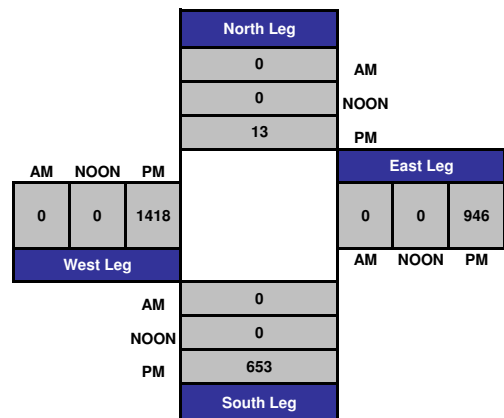 North Leg
0 AM
0 NOON
13 PM
AM NOON PM
East Leg
0 0 1418
0 0 946
West Leg
AM NOON PM
AM 0
NOON 0
PM 653
South Leg